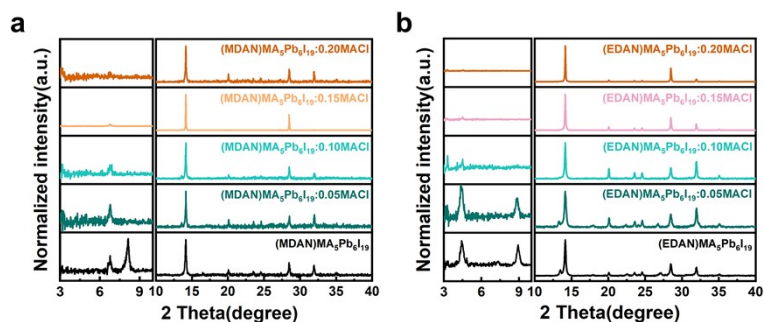 a
Normalized intensity(a.u.)
(MDAN)MA₅Pb₆I₁₉:0.20MACl
(MDAN)MA₅Pb₆I₁₉:0.15MACl
(MDAN)MA₅Pb₆I₁₉:0.10MACl
(MDAN)MA₅Pb₆I₁₉:0.05MACl
(MDAN)MA₅Pb₆I₁₉
3 6 9 10 15 20 25 30 35 40
2 Theta(degree)
b
Normalized intensity(a.u.)
(EDAN)MA₅Pb₆I₁₉:0.20MACl
(EDAN)MA₅Pb₆I₁₉:0.15MACl
(EDAN)MA₅Pb₆I₁₉:0.10MACl
(EDAN)MA₅Pb₆I₁₉:0.05MACl
(EDAN)MA₅Pb₆I₁₉
3 6 9 10 15 20 25 30 35 40
2 Theta(degree)